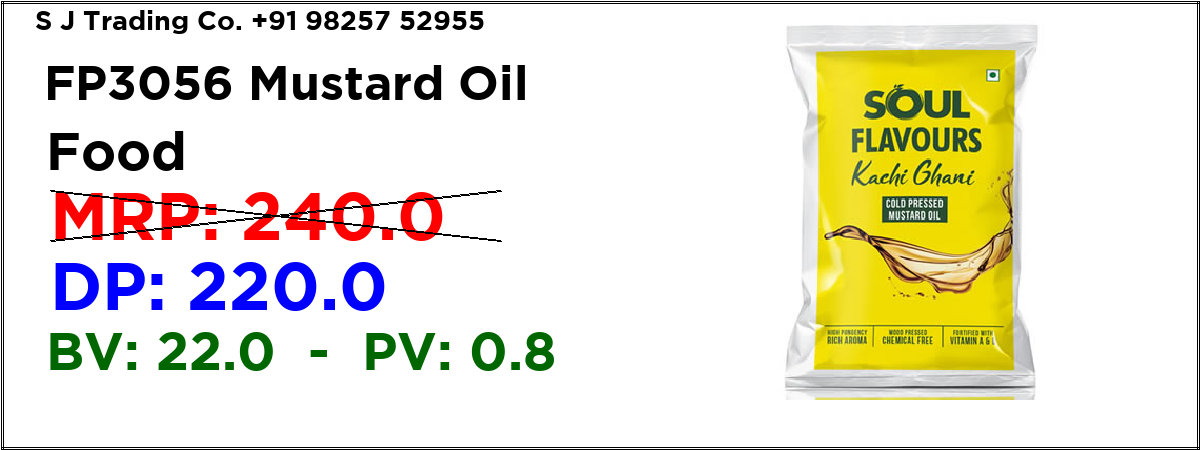 S J Trading Co. +91 98257 52955
FP3056 Mustard Oil
Food
MRP: 240.0
DP: 220.0
BV: 22.0 - PV: 0.8
SOUL
FLAVOURS
Kachi Ghani
COLD PRESSED
MUSTARD OIL
HIGH PUNGENCY
RICH AROMA
WOOD PRESSED
CHEMICAL FREE
FORTIFIED WITH
VITAMIN A &